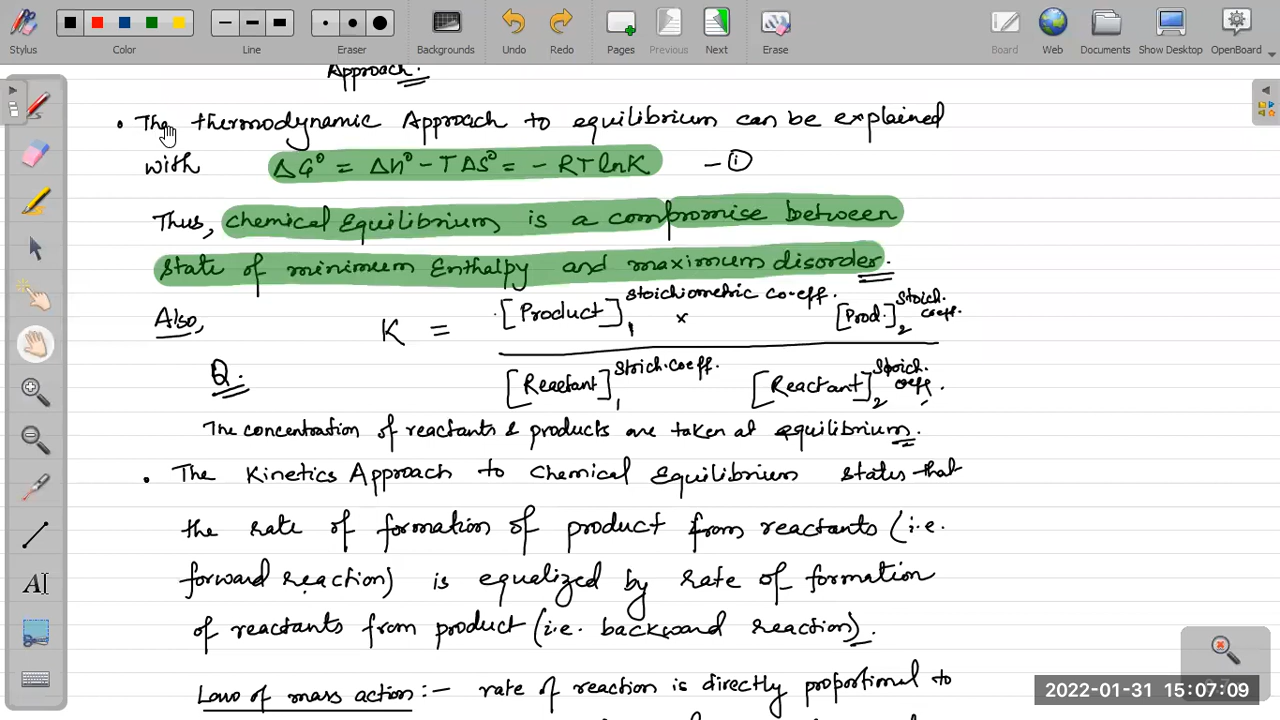 Stylus Color Line Eraser Backgrounds Undo Redo Pages Previous Next Erase Board Web Documents Show Desktop OpenBoard
Approach.
• The thermodynamic Approach to equilibrium can be explained
with ΔG° = ΔH° - TΔS° = - RT lnK - ①
Thus, chemical Equilibrium is a compromise between
state of minimum Enthalpy and maximum disorder.
Also,
K = [Product]₁^Stoichiometric co-eff. × [Prod.]₂^Stoich. coeff.
[Reactant]₁^Stoich.coeff. [Reactant]₂^Stoich. coeff.
Q.
The concentration of reactants & products are taken at equilibrium.
• The Kinetics Approach to Chemical Equilibrium states that
the rate of formation of product from reactants (i.e.
forward reaction) is equalized by rate of formation
of reactants from product (i.e. backward reaction).
Law of mass action :- rate of reaction is directly proportional to
2022-01-31 15:07:09